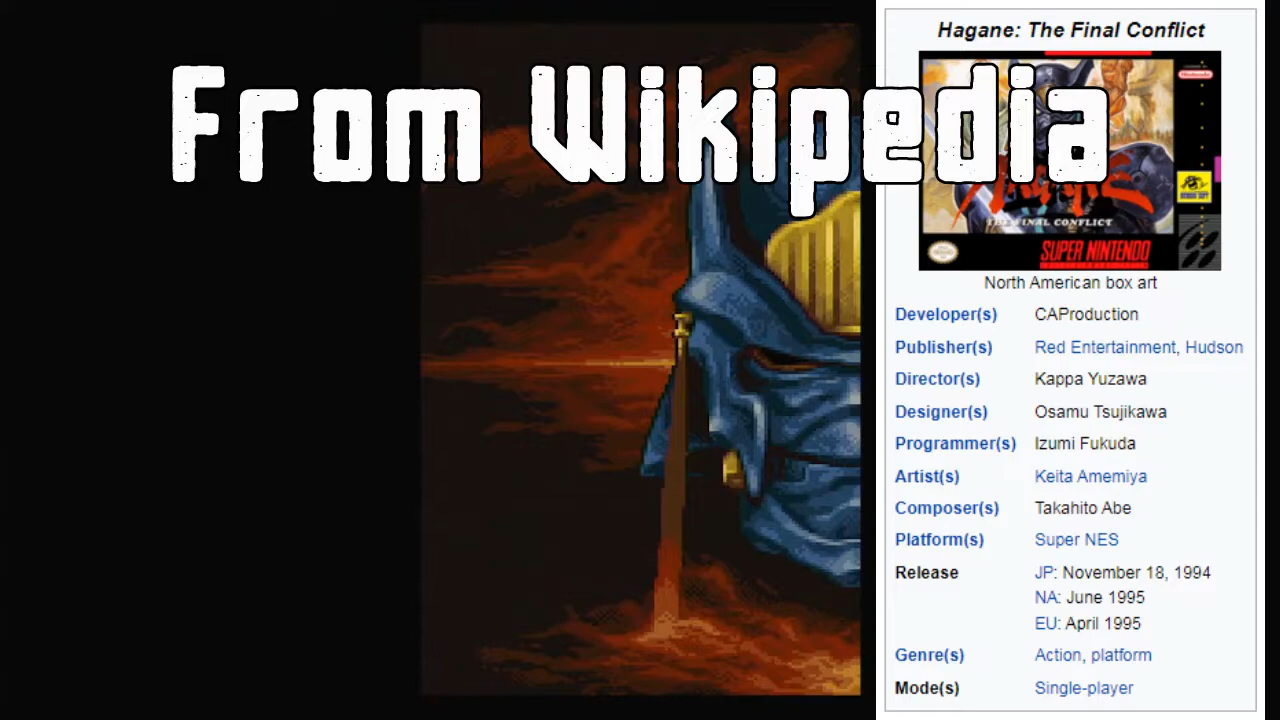 From Wikipedia
Hagane: The Final Conflict
THE FINAL CONFLICT
SUPER NINTENDO
North American box art
Developer(s) CAProduction
Publisher(s) Red Entertainment, Hudson
Director(s) Kappa Yuzawa
Designer(s) Osamu Tsujikawa
Programmer(s) Izumi Fukuda
Artist(s) Keita Amemiya
Composer(s) Takahito Abe
Platform(s) Super NES
Release JP: November 18, 1994
NA: June 1995
EU: April 1995
Genre(s) Action, platform
Mode(s) Single-player